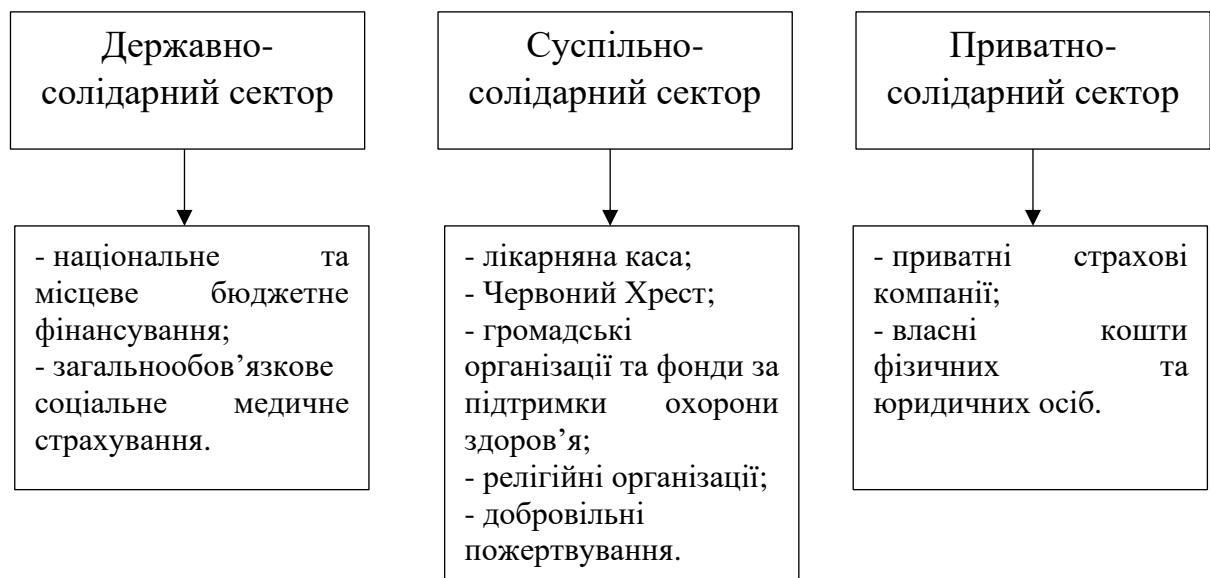 Державно-
солідарний сектор
Суспільно-
солідарний сектор
Приватно-
солідарний сектор
- національне та
місцеве бюджетне
фінансування;
- загальнообов’язкове
соціальне медичне
страхування.
- лікарняна каса;
- Червоний Хрест;
- громадські
організації та фонди за
підтримки охорони
здоров’я;
- релігійні організації;
- добровільні
пожертвування.
- приватні страхові
компанії;
- власні кошти
фізичних та
юридичних осіб.